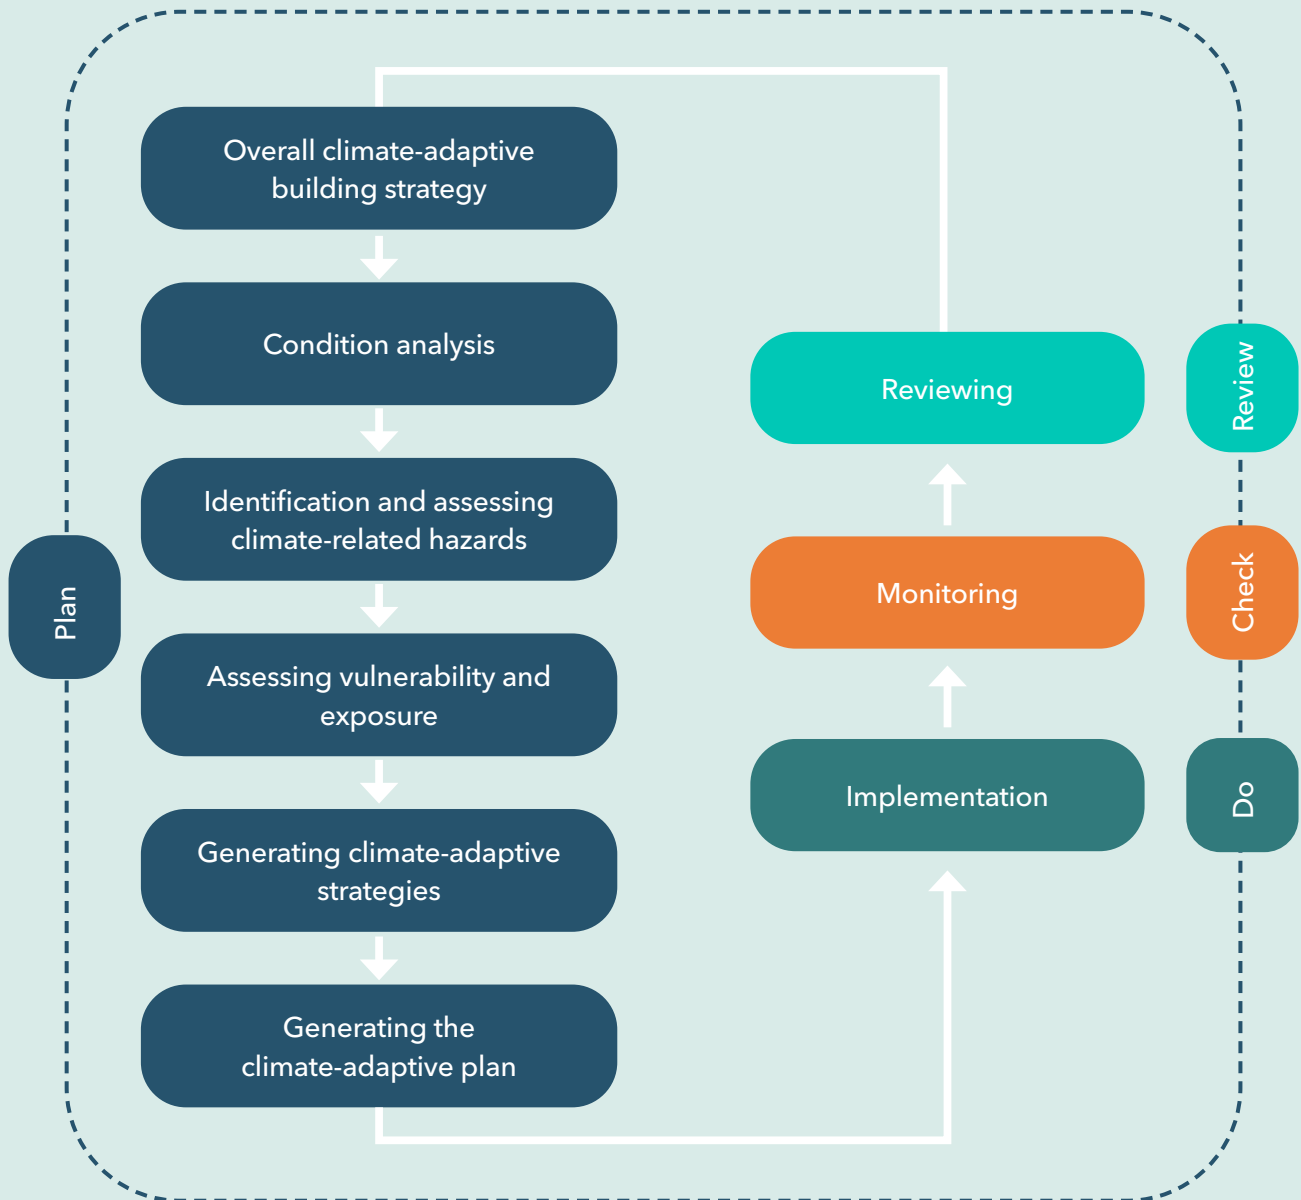 Overall climate-adaptive
building strategy
Condition analysis
Identification and assessing
climate-related hazards
Assessing vulnerability and
exposure
Generating climate-adaptive
strategies
Generating the
climate-adaptive plan
Plan
Reviewing
Monitoring
Implementation
Review
Check
Do